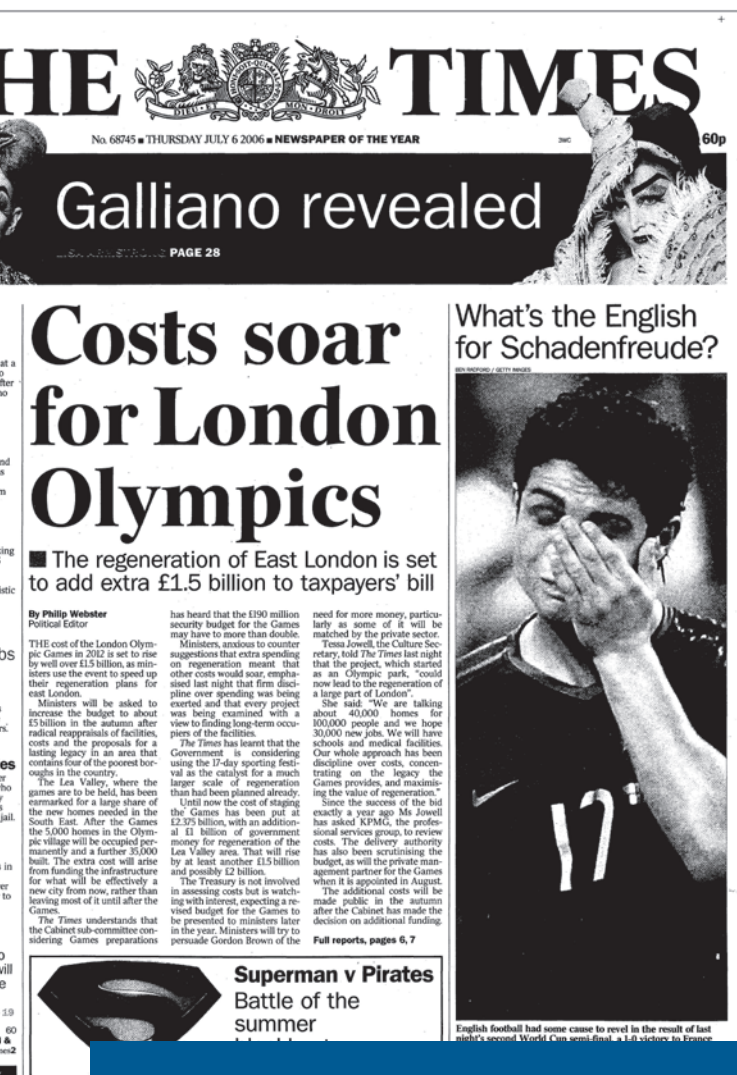 HE TIMES
DIEU·ET MON·DROIT
No. 68745 ■ THURSDAY JULY 6 2006 ■ NEWSPAPER OF THE YEAR
60p
Galliano revealed
LISA ARMSTRONG PAGE 28
Costs soar
for London
Olympics
■ The regeneration of East London is set
to add extra £1.5 billion to taxpayers' bill
By Philip Webster
Political Editor
THE cost of the London Olym-
pic Games in 2012 is set to rise
by well over £1.5 billion, as min-
isters use the event to speed up
their regeneration plans for
east London.
Ministers will be asked to
increase the budget to about
£5 billion in the autumn after
radical reappraisals of facilities,
costs and the proposals for a
lasting legacy in an area that
contains four of the poorest bor-
oughs in the country.
The Lea Valley, where the
games are to be held, has been
earmarked for a large share of
the new homes needed in the
South East. After the Games
the 5,000 homes in the Olym-
pic village will be occupied per-
manently and a further 35,000
built. The extra cost will arise
from funding the infrastructure
for what will be effectively a
new city from now, rather than
leaving most of it until after the
Games.
The Times understands that
the Cabinet sub-committee con-
sidering Games preparations
has heard that the £190 million
security budget for the Games
may have to more than double.
Ministers, anxious to counter
suggestions that extra spending
on regeneration meant that
other costs would soar, empha-
sised last night that firm disci-
pline over spending was being
exerted and that every project
was being examined with a
view to finding long-term occu-
piers of the facilities.
The Times has learnt that the
Government is considering
using the 17-day sporting festi-
val as the catalyst for a much
larger scale of regeneration
than had been planned already.
Until now the cost of staging
the Games has been put at
£2.375 billion, with an addition-
al £1 billion of government
money for regeneration of the
Lea Valley area. That will rise
by at least another £1.5 billion
and possibly £2 billion.
The Treasury is not involved
in assessing costs but is watch-
ing with interest, expecting a re-
vised budget for the Games to
be presented to ministers later
in the year. Ministers will try to
persuade Gordon Brown of the
need for more money, particu-
larly as some of it will be
matched by the private sector.
Tessa Jowell, the Culture Sec-
retary, told The Times last night
that the project, which started
as an Olympic park, "could
now lead to the regeneration of
a large part of London".
She said: "We are talking
about 40,000 homes for
100,000 people and we hope
30,000 new jobs. We will have
schools and medical facilities.
Our whole approach has been
discipline over costs, concen-
trating on the legacy the
Games provides, and maximis-
ing the value of regeneration."
Since the success of the bid
exactly a year ago Ms Jowell
has asked KPMG, the profes-
sional services group, to review
costs. The delivery authority
has also been scrutinising the
budget, as will the private man-
agement partner for the Games
when it is appointed in August.
The additional costs will be
made public in the autumn
after the Cabinet has made the
decision on additional funding.
Full reports, pages 6, 7
What's the English
for Schadenfreude?
BEN RADFORD / GETTY IMAGES
17
English football had some cause to revel in the result of last
night's second World Cup semi-final, a 1-0 victory to France
Superman v Pirates
Battle of the
summer